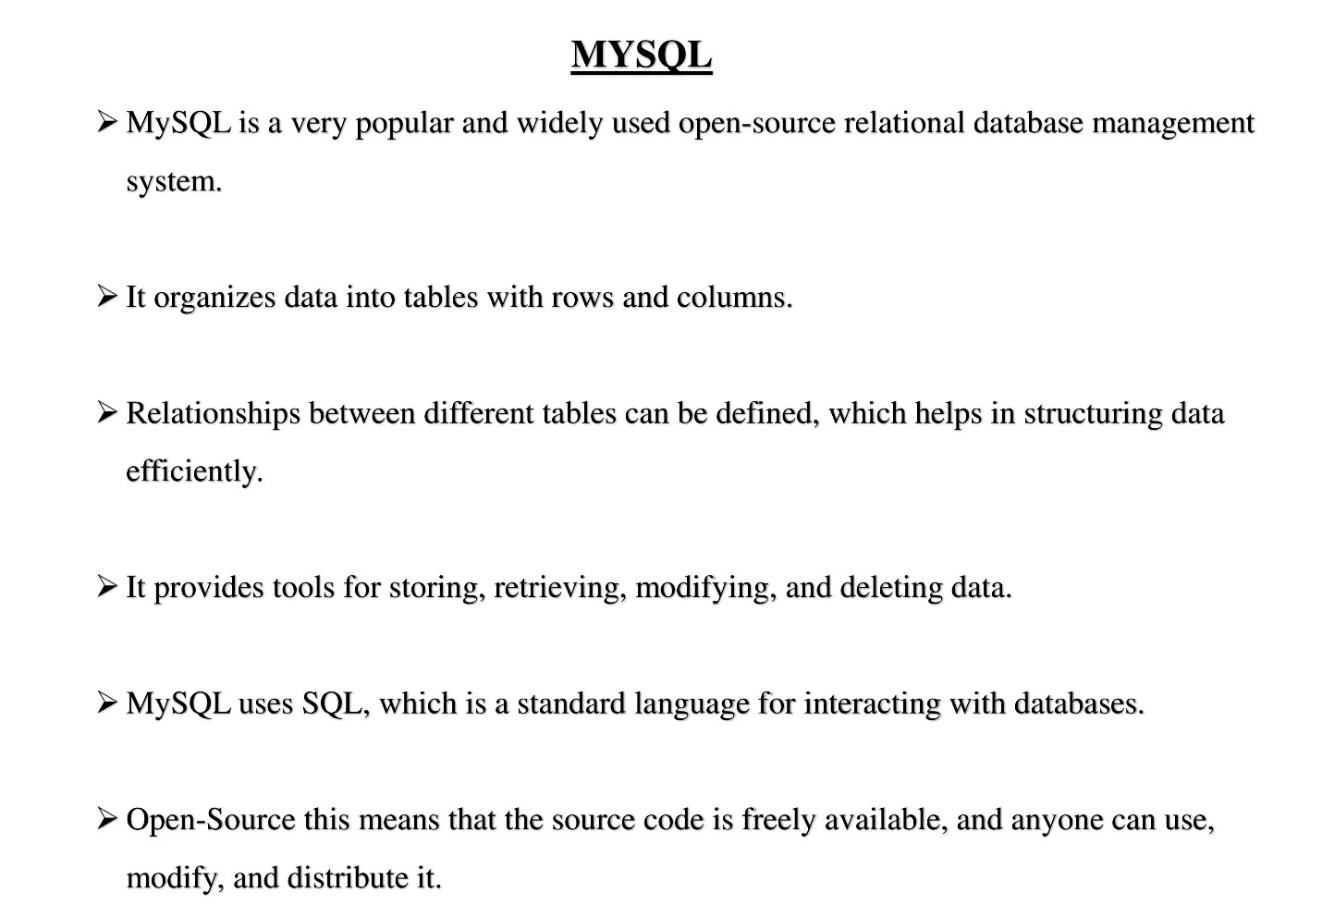 MYSQL
➢ MySQL is a very popular and widely used open-source relational database management
system.
➢ It organizes data into tables with rows and columns.
➢ Relationships between different tables can be defined, which helps in structuring data
efficiently.
➢ It provides tools for storing, retrieving, modifying, and deleting data.
➢ MySQL uses SQL, which is a standard language for interacting with databases.
➢ Open-Source this means that the source code is freely available, and anyone can use,
modify, and distribute it.